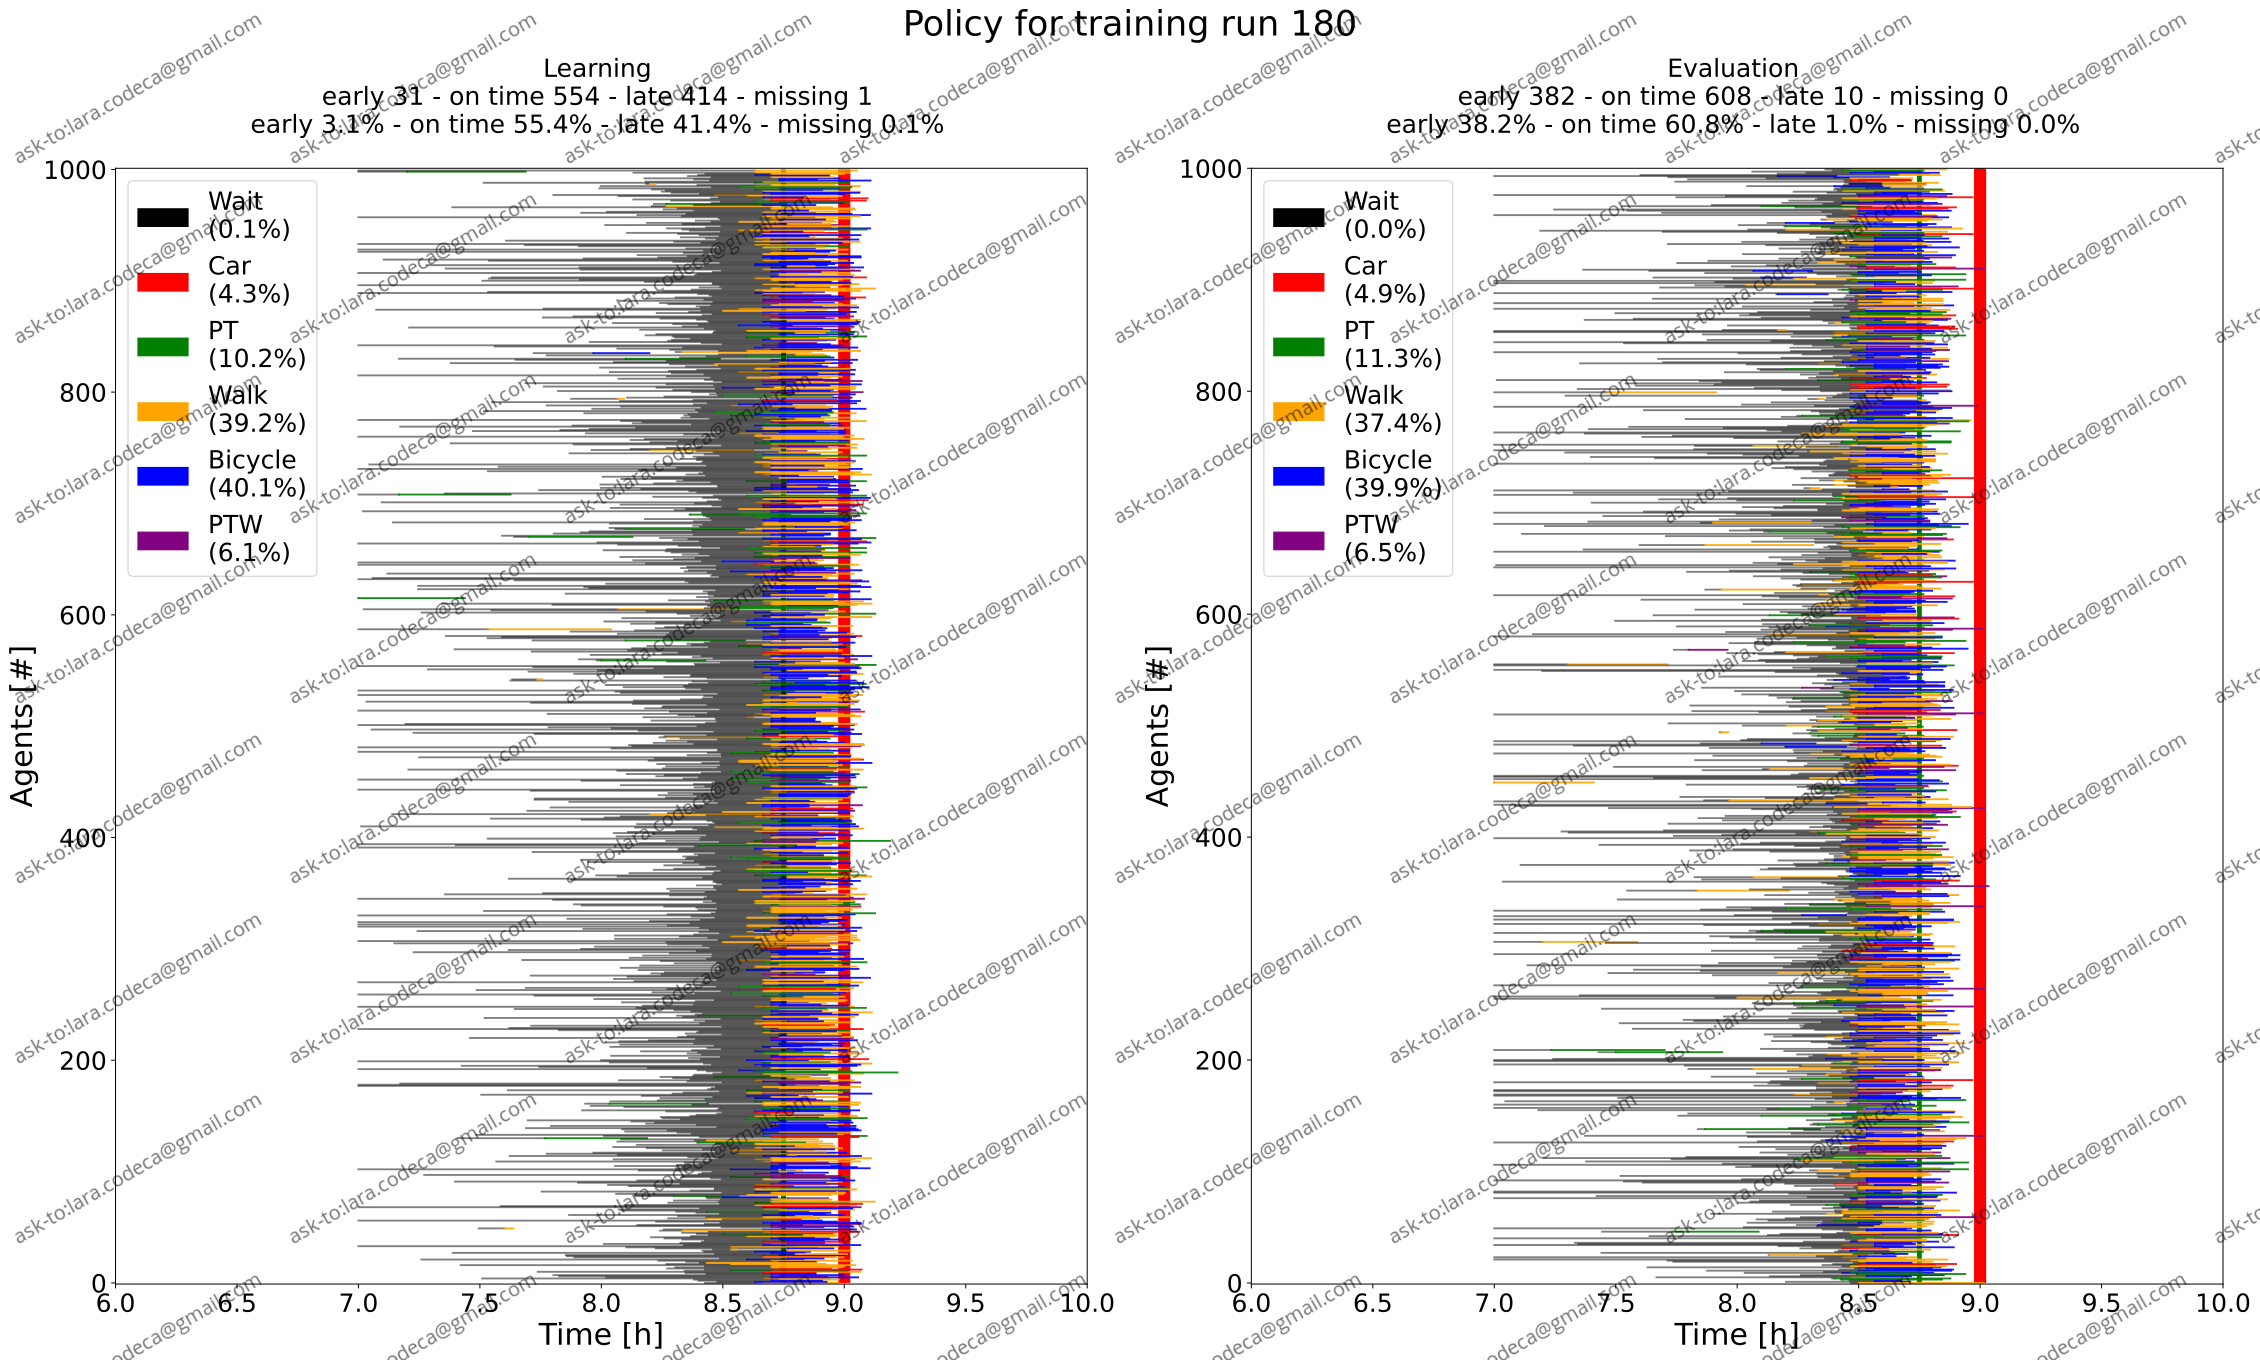 Policy for training run 180
Learning
early 31 - on time 554 - late 414 - missing 1
early 3.1% - on time 55.4% - late 41.4% - missing 0.1%
1000
800
600
400
200
0
Agents [#]
Wait
(0.1%)
Car
(4.3%)
PT
(10.2%)
Walk
(39.2%)
Bicycle
(40.1%)
PTW
(6.1%)
6.0 6.5 7.0 7.5 8.0 8.5 9.0 9.5 10.0
Time [h]
Evaluation
early 382 - on time 608 - late 10 - missing 0
early 38.2% - on time 60.8% - late 1.0% - missing 0.0%
1000
800
600
400
200
0
Agents [#]
Wait
(0.0%)
Car
(4.9%)
PT
(11.3%)
Walk
(37.4%)
Bicycle
(39.9%)
PTW
(6.5%)
6.0 6.5 7.0 7.5 8.0 8.5 9.0 9.5 10.0
Time [h]
ask-to:lara.codeca@gmail.com